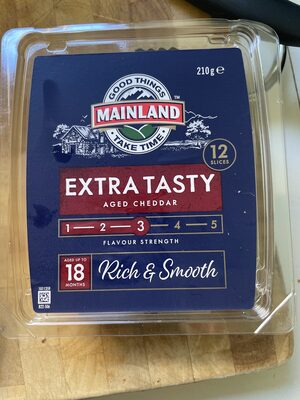 210g e
GOOD THINGS
MAINLAND™
TAKE TIME
12
SLICES
EXTRA TASTY
AGED CHEDDAR
1 2 3 4 5
FLAVOUR STRENGTH
AGED UP TO
18
MONTHS
Rich & Smooth